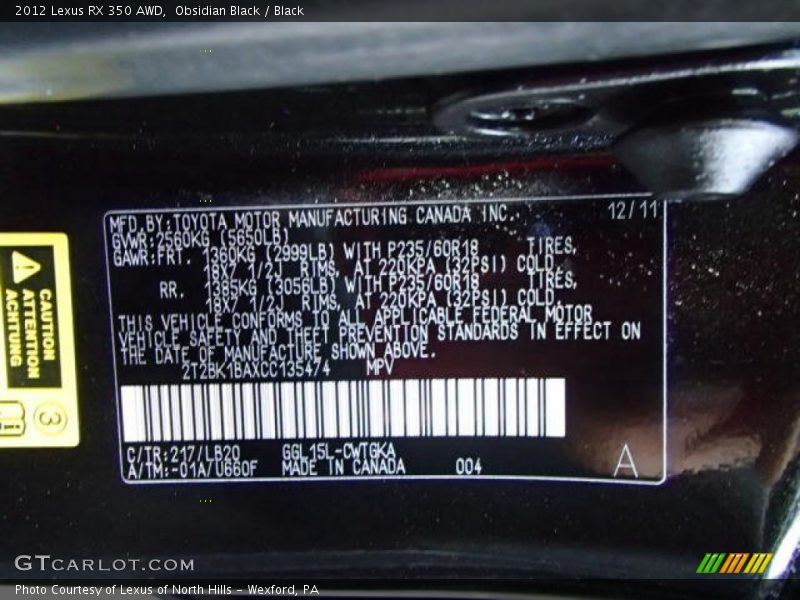 2012 Lexus RX 350 AWD,  Obsidian Black / Black
MFD.BY:TOYOTA MOTOR MANUFACTURING CANADA INC. 12/11
GVWR:2560KG (5650LB)
GAWR:FRT. 1360KG (2999LB) WITH P235/60R18 TIRES,
18X7 1/2J RIMS, AT 220KPA (32PSI) COLD.
RR. 1385KG (3056LB) WITH P235/60R18 TIRES,
18X7 1/2J RIMS, AT 220KPA (32PSI) COLD.
THIS VEHICLE CONFORMS TO ALL APPLICABLE FEDERAL MOTOR
VEHICLE SAFETY AND THEFT PREVENTION STANDARDS IN EFFECT ON
THE DATE OF MANUFACTURE SHOWN ABOVE.
2T2BK1BAXCC135474 MPV
C/TR:217/LB20 GGL15L-CWTGKA
A/TM:-01A/U660F MADE IN CANADA 004 A
CAUTION
ATTENTION
ACHTUNG
3
GTCARLOT.COM
Photo Courtesy of Lexus of North Hills – Wexford, PA